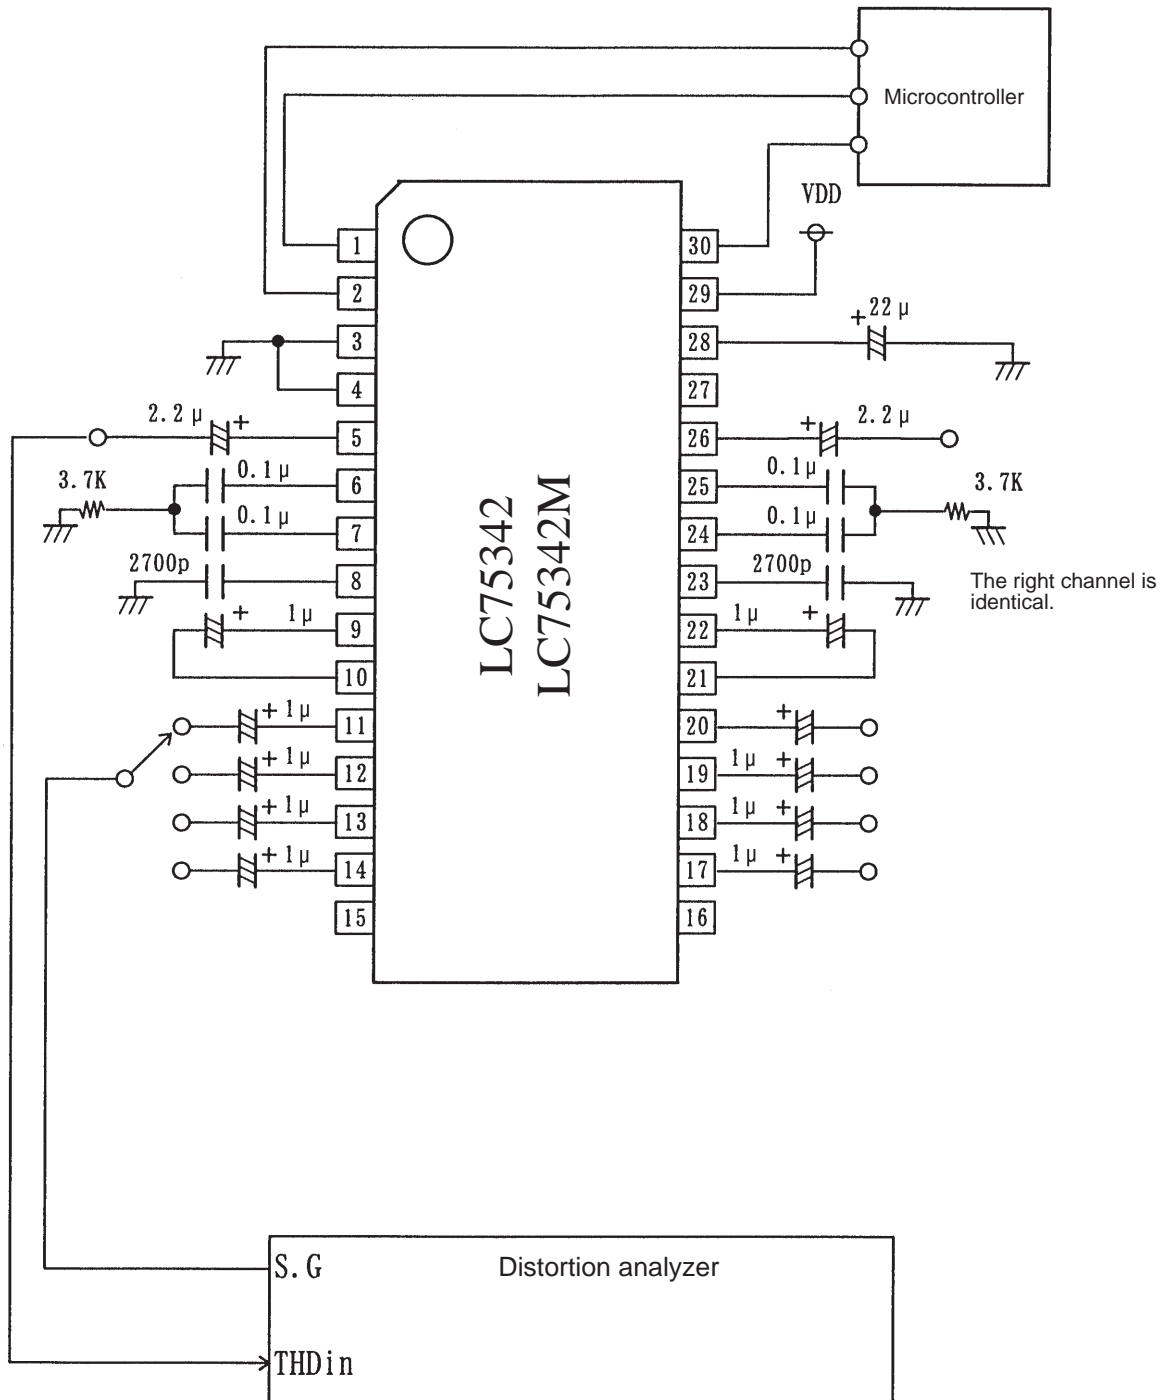 Microcontroller
VDD
1
30
2
29
3
+ 22 μ
28
4
27
2.2 μ +
5
26
+ 2.2 μ
3.7K
0.1 μ
6
25
0.1 μ
3.7K
0.1 μ
7
24
0.1 μ
2700p
8
23
2700p
The right channel is
identical.
+ 1 μ
9
22
1 μ +
10
21
+ 1 μ
11
20
+
+ 1 μ
12
19
1 μ +
+ 1 μ
13
18
1 μ +
+ 1 μ
14
17
1 μ +
15
16
LC75342
LC75342M
S.G
Distortion analyzer
THDin